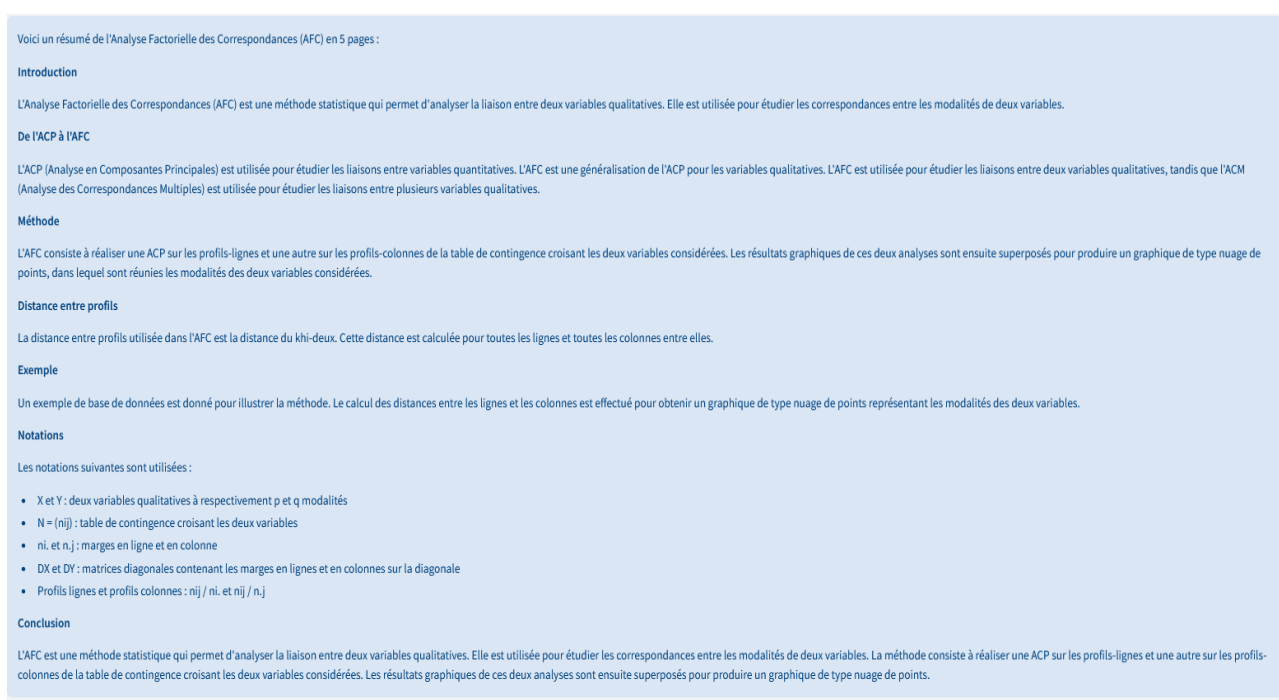 Voici un résumé de l'Analyse Factorielle des Correspondances (AFC) en 5 pages :
Introduction
L'Analyse Factorielle des Correspondances (AFC) est une méthode statistique qui permet d'analyser la liaison entre deux variables qualitatives. Elle est utilisée pour étudier les correspondances entre les modalités de deux variables.
De l'ACP à l'AFC
L'ACP (Analyse en Composantes Principales) est utilisée pour étudier les liaisons entre variables quantitatives. L'AFC est une généralisation de l'ACP pour les variables qualitatives. L'AFC est utilisée pour étudier les liaisons entre deux variables qualitatives, tandis que l'ACM
(Analyse des Correspondances Multiples) est utilisée pour étudier les liaisons entre plusieurs variables qualitatives.
Méthode
L'AFC consiste à réaliser une ACP sur les profils-lignes et une autre sur les profils-colonnes de la table de contingence croisant les deux variables considérées. Les résultats graphiques de ces deux analyses sont ensuite superposés pour produire un graphique de type nuage de
points, dans lequel sont réunies les modalités des deux variables considérées.
Distance entre profils
La distance entre profils utilisée dans l'AFC est la distance du khi-deux. Cette distance est calculée pour toutes les lignes et toutes les colonnes entre elles.
Exemple
Un exemple de base de données est donné pour illustrer la méthode. Le calcul des distances entre les lignes et les colonnes est effectué pour obtenir un graphique de type nuage de points représentant les modalités des deux variables.
Notations
Les notations suivantes sont utilisées :
• X et Y : deux variables qualitatives à respectivement p et q modalités
• N = (nij) : table de contingence croisant les deux variables
• ni. et n.j : marges en ligne et en colonne
• DX et DY : matrices diagonales contenant les marges en lignes et en colonnes sur la diagonale
• Profils lignes et profils colonnes : nij / ni. et nij / n.j
Conclusion
L'AFC est une méthode statistique qui permet d'analyser la liaison entre deux variables qualitatives. Elle est utilisée pour étudier les correspondances entre les modalités de deux variables. La méthode consiste à réaliser une ACP sur les profils-lignes et une autre sur les profils-
colonnes de la table de contingence croisant les deux variables considérées. Les résultats graphiques de ces deux analyses sont ensuite superposés pour produire un graphique de type nuage de points.